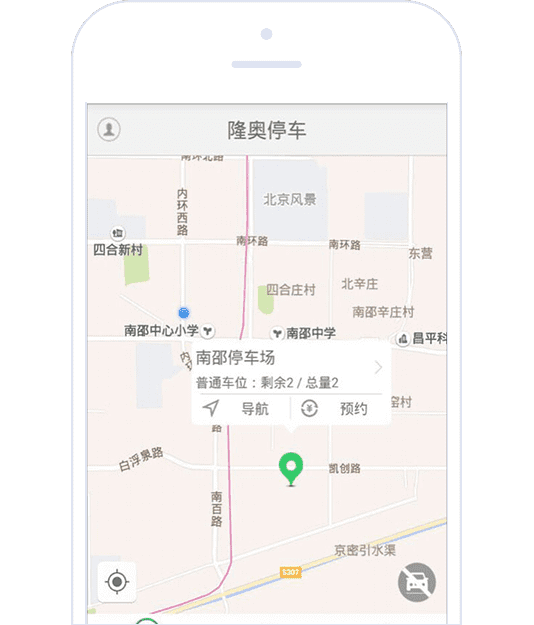 隆奥停车
南环北路
内环西路
北京风景
四合新村
南环路
南环路
东营
北辛庄
四合庄村
南邵辛庄村
南邵中心小学
南邵中学
昌平科
内
南邵停车场
普通车位：剩余2 / 总量2
导航
预约
窑村
路
白浮泉路
凯创路
南百路
京密引水渠
S307